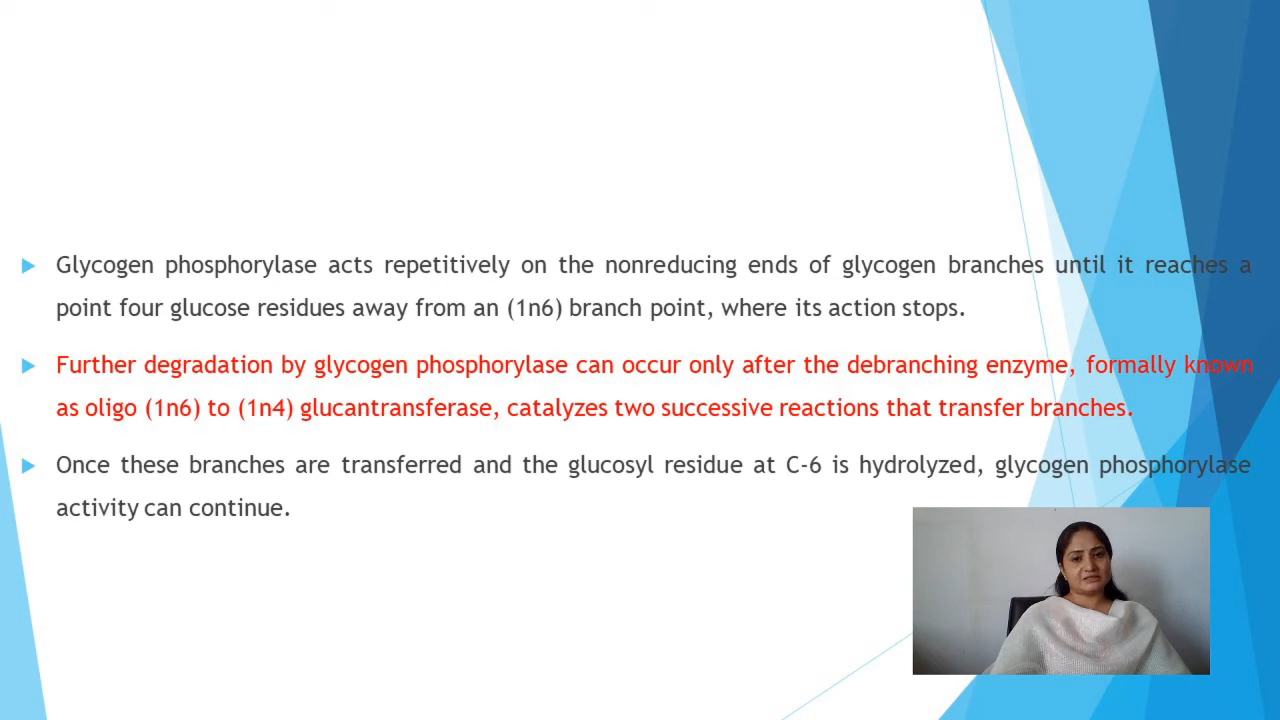 Glycogen phosphorylase acts repetitively on the nonreducing ends of glycogen branches until it reaches a
point four glucose residues away from an (1n6) branch point, where its action stops.
Further degradation by glycogen phosphorylase can occur only after the debranching enzyme, formally known
as oligo (1n6) to (1n4) glucantransferase, catalyzes two successive reactions that transfer branches.
Once these branches are transferred and the glucosyl residue at C-6 is hydrolyzed, glycogen phosphorylase
activity can continue.